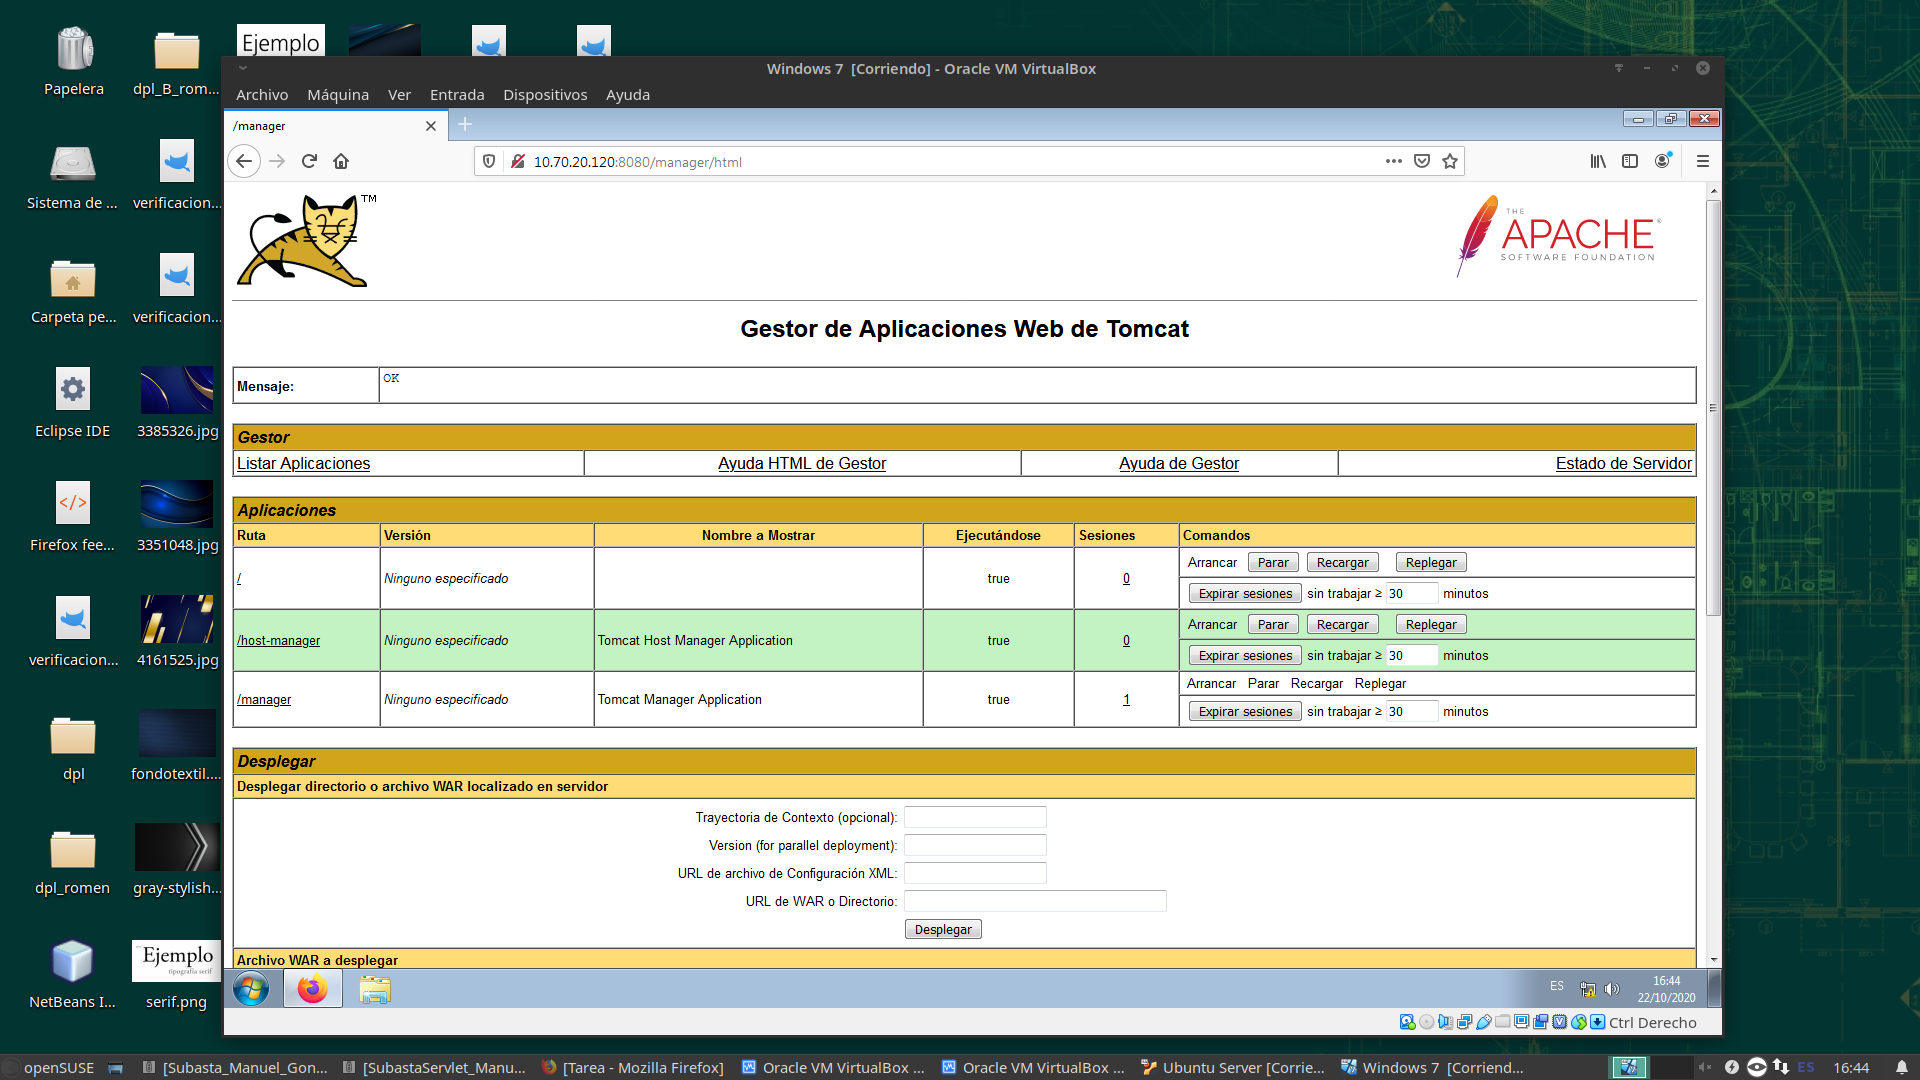 Ejemplo
Papelera
dpl_B_rom...
Sistema de ...
verificacion...
Carpeta pe...
verificacion...
Eclipse IDE
3385326.jpg
Firefox fee...
3351048.jpg
verificacion...
4161525.jpg
dpl
fondotextil....
dpl_romen
gray-stylish...
Ejemplo
tipografía serif
NetBeans I...
serif.png
Windows 7 [Corriendo] - Oracle VM VirtualBox
Archivo Máquina Ver Entrada Dispositivos Ayuda
/manager
10.70.20.120:8080/manager/html
TM
THE
APACHE
SOFTWARE FOUNDATION
Gestor de Aplicaciones Web de Tomcat
Mensaje: OK
Gestor
Listar Aplicaciones Ayuda HTML de Gestor Ayuda de Gestor Estado de Servidor
Aplicaciones
Ruta Versión Nombre a Mostrar Ejecutándose Sesiones Comandos
/ Ninguno especificado true 0 Arrancar Parar Recargar Replegar
Expirar sesiones sin trabajar ≥ 30 minutos
/host-manager Ninguno especificado Tomcat Host Manager Application true 0 Arrancar Parar Recargar Replegar
Expirar sesiones sin trabajar ≥ 30 minutos
/manager Ninguno especificado Tomcat Manager Application true 1 Arrancar Parar Recargar Replegar
Expirar sesiones sin trabajar ≥ 30 minutos
Desplegar
Desplegar directorio o archivo WAR localizado en servidor
Trayectoria de Contexto (opcional):
Version (for parallel deployment):
URL de archivo de Configuración XML:
URL de WAR o Directorio:
Desplegar
Archivo WAR a desplegar
ES
16:44
22/10/2020
Ctrl Derecho
openSUSE
[Subasta_Manuel_Gon...
[SubastaServlet_Manu...
[Tarea - Mozilla Firefox]
Oracle VM VirtualBox ...
Oracle VM VirtualBox ...
Ubuntu Server [Corrie...
Windows 7 [Corriend...
ES
16:44